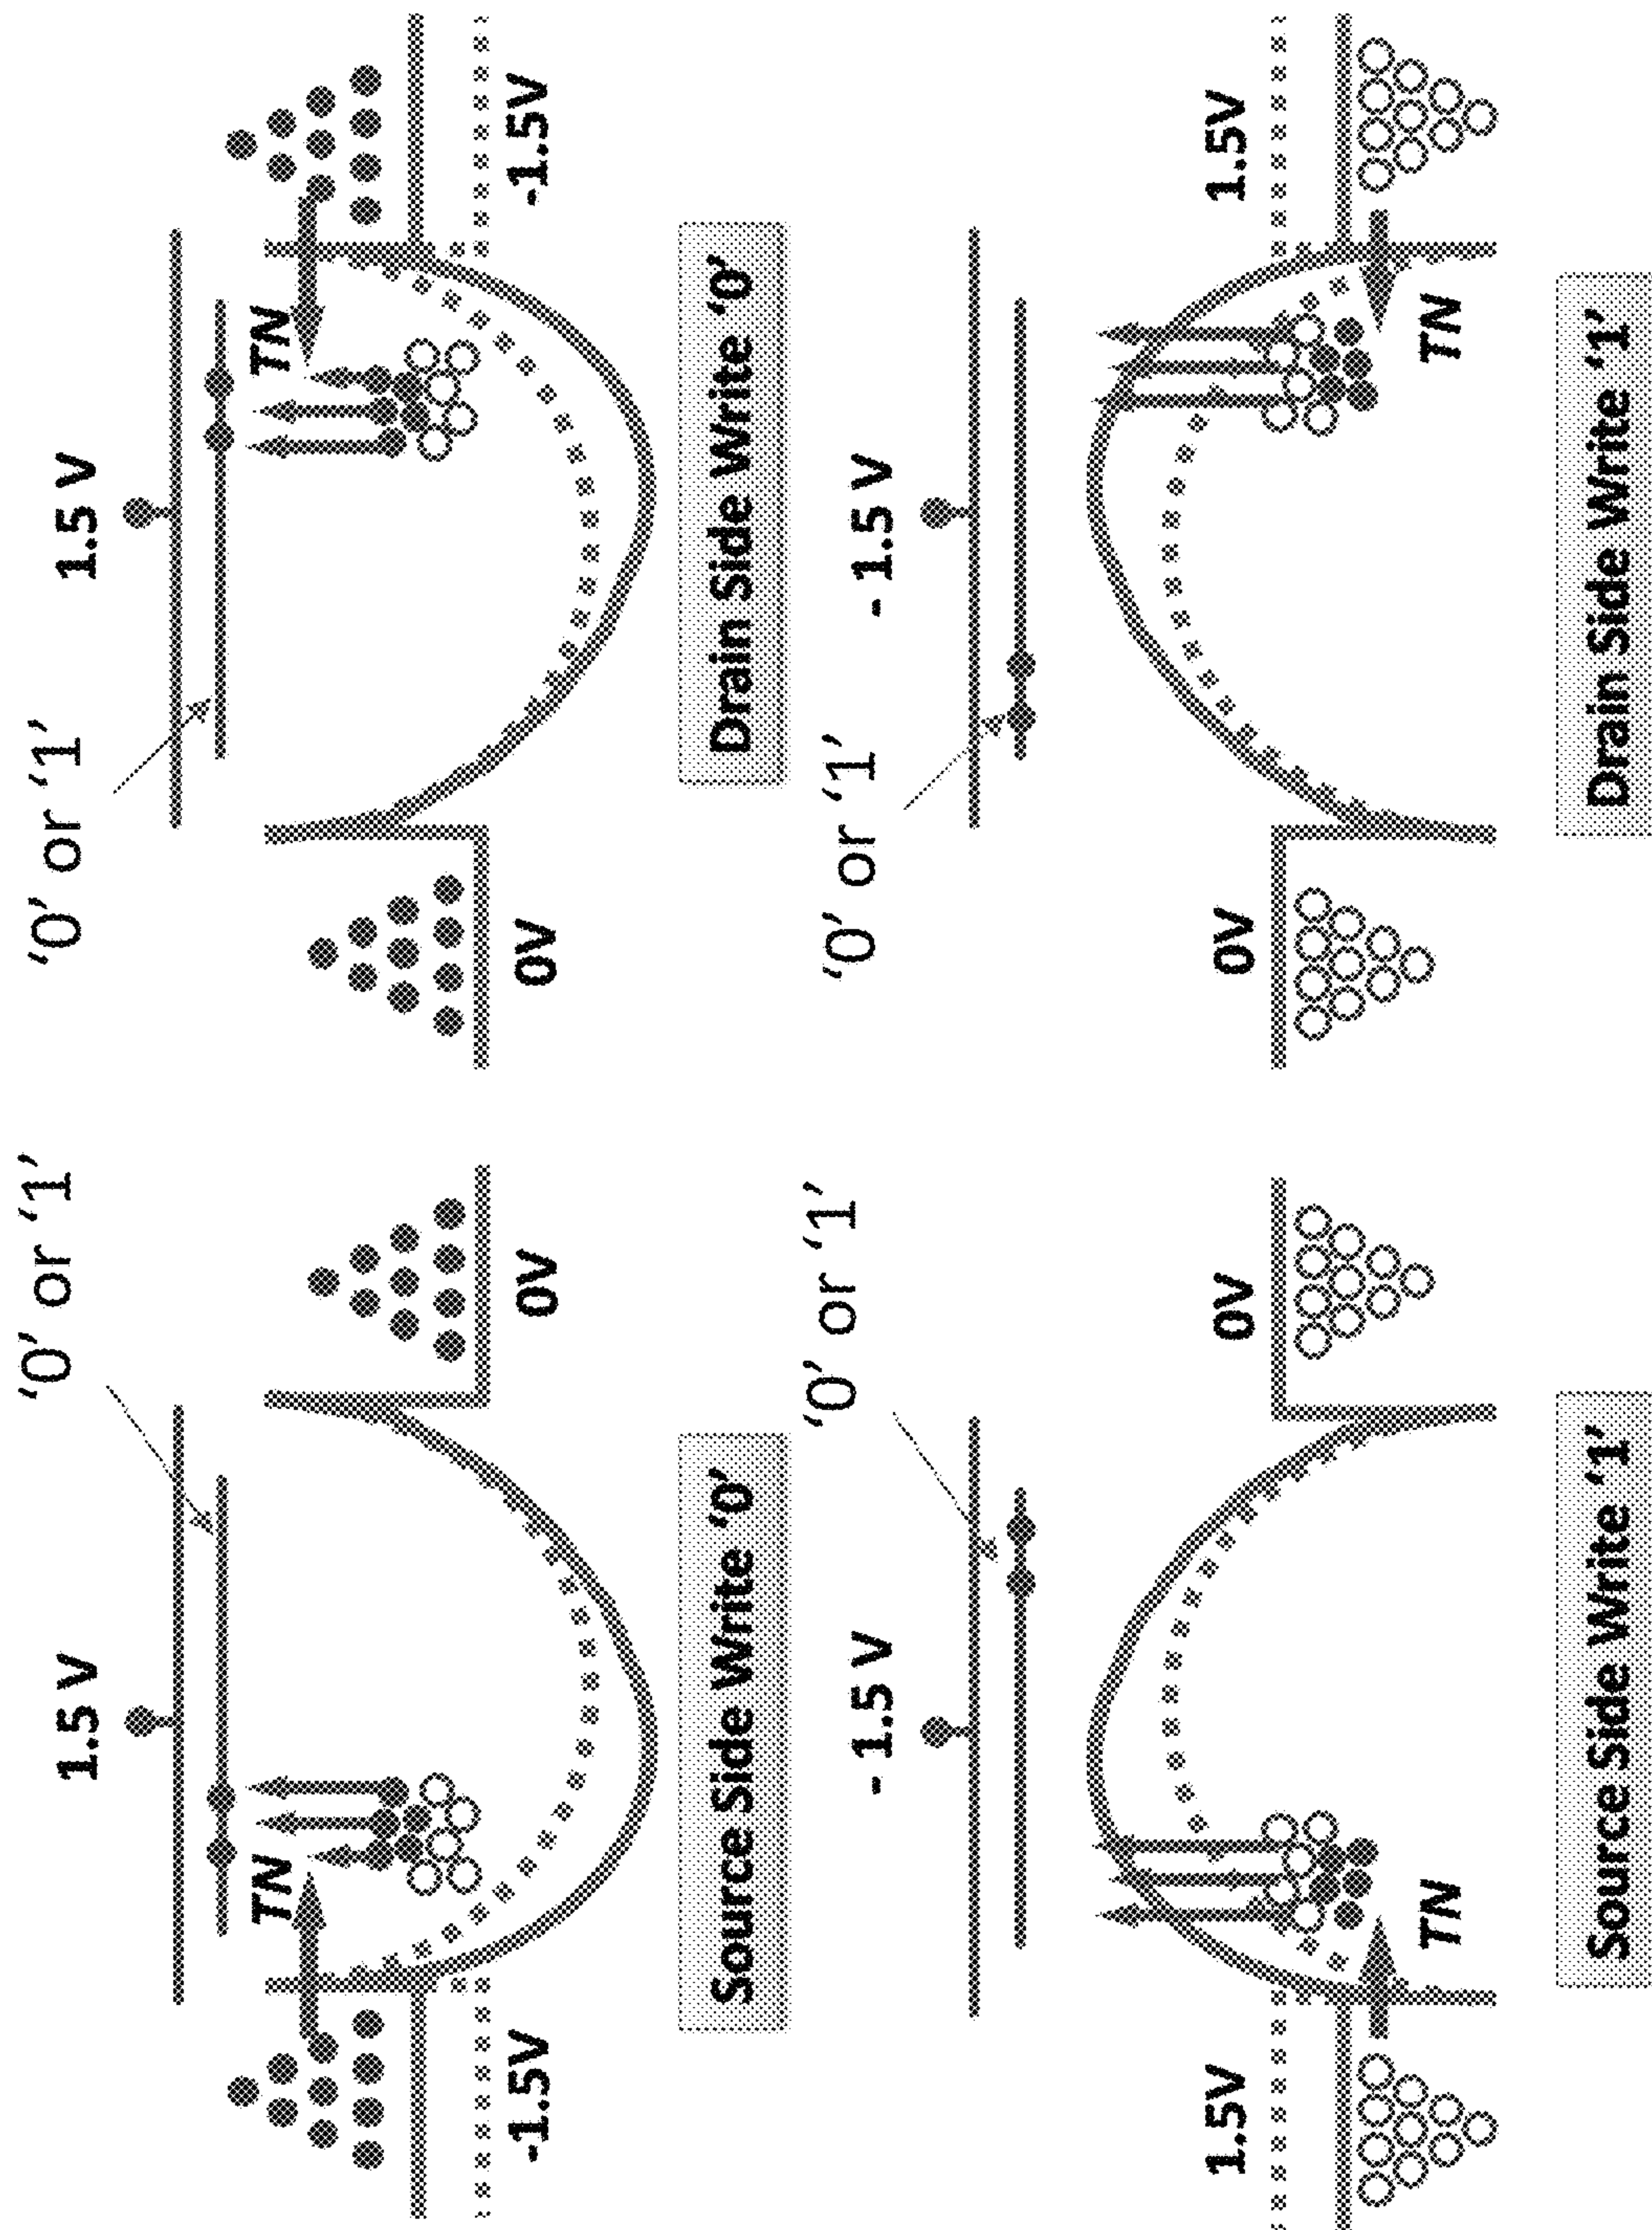 '0' or '1'
1.5 V
TN
-1.5V
0V
Source Side Write '0'
'0' or '1'
1.5 V
TN
0V
-1.5V
Drain Side Write '0'
'0' or '1'
- 1.5 V
1.5V
0V
TN
Source Side Write '1'
'0' or '1'
- 1.5 V
0V
1.5V
TN
Drain Side Write '1'